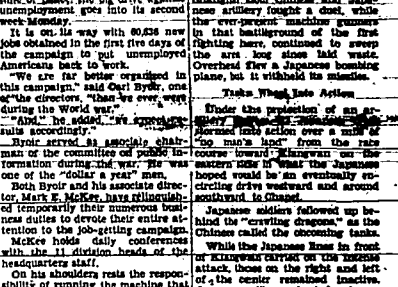 unemployment goes into its second
week Monday.
It is on its way with 60,636 new
jobs obtained in the first five days of
the campaign to put unemployed
Americans back to work.
"We are far better organized in
this campaign," said Carl Byoir, one
of the directors, "than we ever were
during the World war."
"And," he added, "we expect re-
sults accordingly."
Byoir served as associate chair-
man of the committee on public in-
formation during the war. He was
one of the "dollar a year" men.
Both Byoir and his associate direc-
tor, Mark E. McKee, have relinquish-
ed temporarily their numerous busi-
ness duties to devote their entire at-
tention to the job-getting campaign.
McKee holds daily conferences
with the 11 division heads of the
headquarters staff.
On his shoulders rests the respon-
sibility of running the machine that
nese artillery fought a duel, while
the ever-present machine gunners
in that battleground of the first
fighting here, continued to sweep
the area long since laid waste.
Overhead flew a Japanese bombing
plane, but it withheld its missiles.
Tanks Wheel Into Action
Under the protection of an ar-
stormed into action over a mile of
"no man's land" from the race
course toward Kiangwan on the
eastern side in what the Japanese
hoped would be an eventually en-
circling drive westward and around
southward to Chapei.
Japanese soldiers followed up be-
hind the "crawling dragons," as the
Chinese called the oncoming tanks.
While the Japanese lines in front
of Kiangwan carried on the intense
attack, those on the right and left
of the center remained inactive.